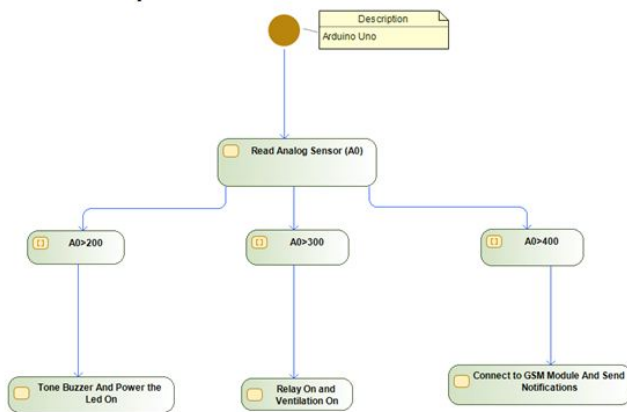 Description
Arduino Uno
Read Analog Sensor (A0)
A0>200
A0>300
A0>400
Tone Buzzer And Power the
Led On
Relay On and
Ventilation On
Connect to GSM Module And Send
Notifications